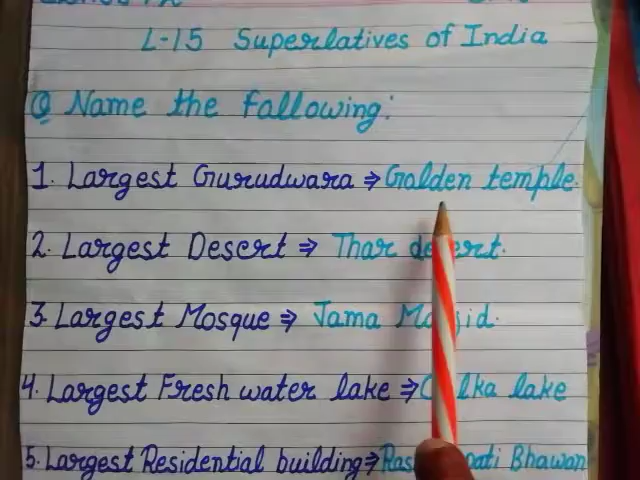 L-15 Superlatives of India
Q Name the following:
1. Largest Gurudwara ⇒ Golden temple.
2. Largest Desert ⇒ Thar desert.
3. Largest Mosque ⇒ Jama Masjid.
4. Largest Fresh water lake ⇒ lake
5. Largest Residential building ⇒ Bhawan